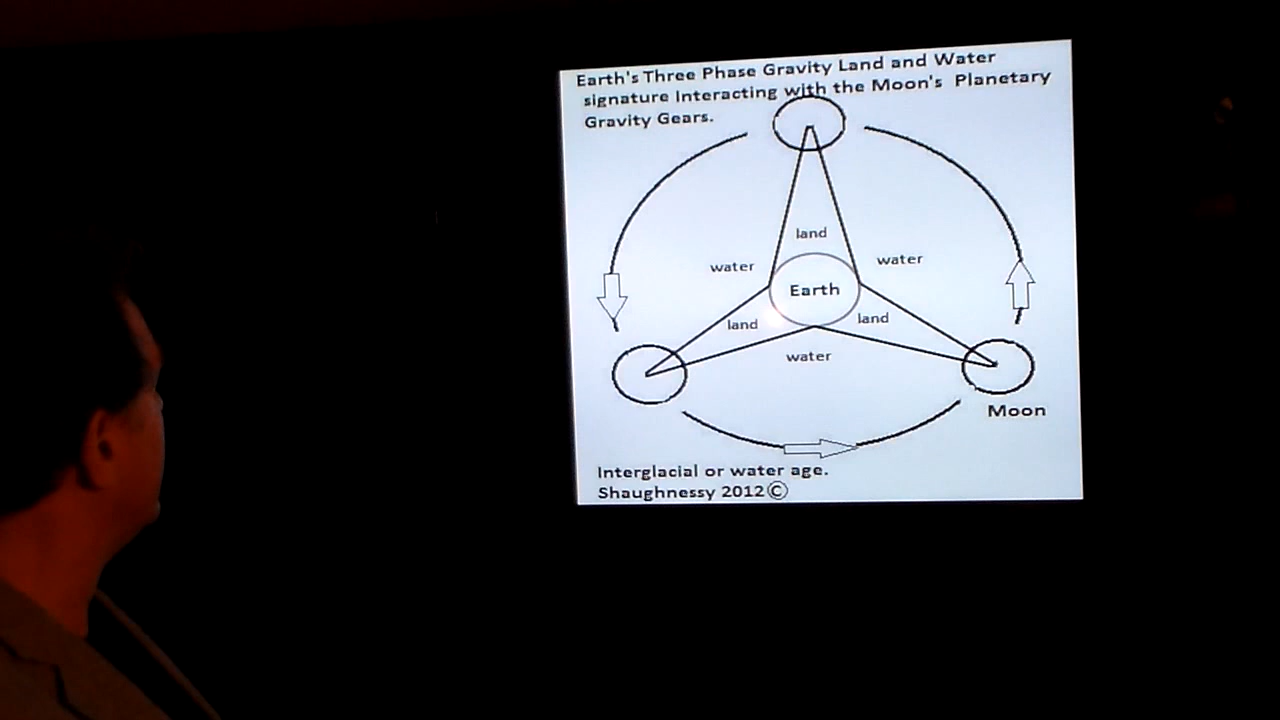 Earth's Three Phase Gravity Land and Water
signature Interacting with the Moon's Planetary
Gravity Gears.
land
water
water
Earth
land
land
water
Moon
Interglacial or water age.
Shaughnessy 2012©